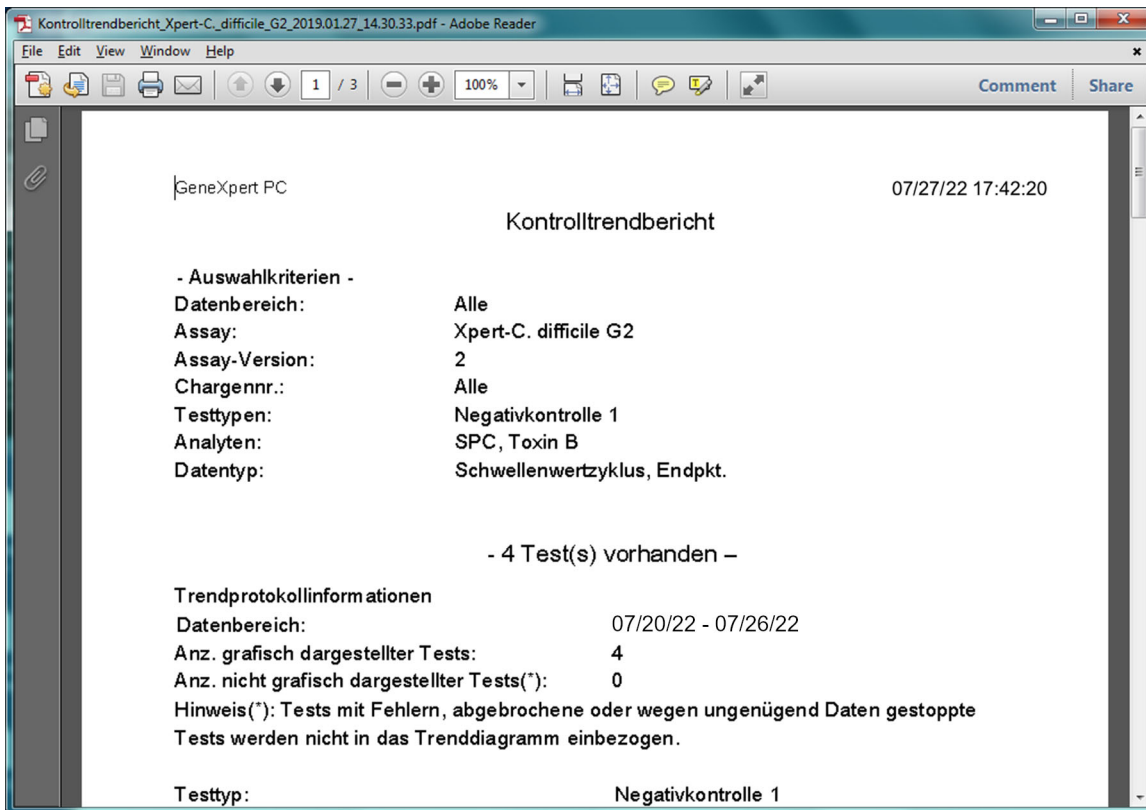 Kontrolltrendbericht_Xpert-C._difficile_G2_2019.01.27_14.30.33.pdf - Adobe Reader
File Edit View Window Help
1 / 3 100% Comment Share
GeneXpert PC 07/27/22 17:42:20
Kontrolltrendbericht
- Auswahlkriterien -
Datenbereich: Alle
Assay: Xpert-C. difficile G2
Assay-Version: 2
Chargennr.: Alle
Testtypen: Negativkontrolle 1
Analyten: SPC, Toxin B
Datentyp: Schwellenwertzyklus, Endpkt.
- 4 Test(s) vorhanden –
Trendprotokollinformationen
Datenbereich: 07/20/22 - 07/26/22
Anz. grafisch dargestellter Tests: 4
Anz. nicht grafisch dargestellter Tests(*): 0
Hinweis(*): Tests mit Fehlern, abgebrochene oder wegen ungenügend Daten gestoppte
Tests werden nicht in das Trenddiagramm einbezogen.
Testtyp: Negativkontrolle 1